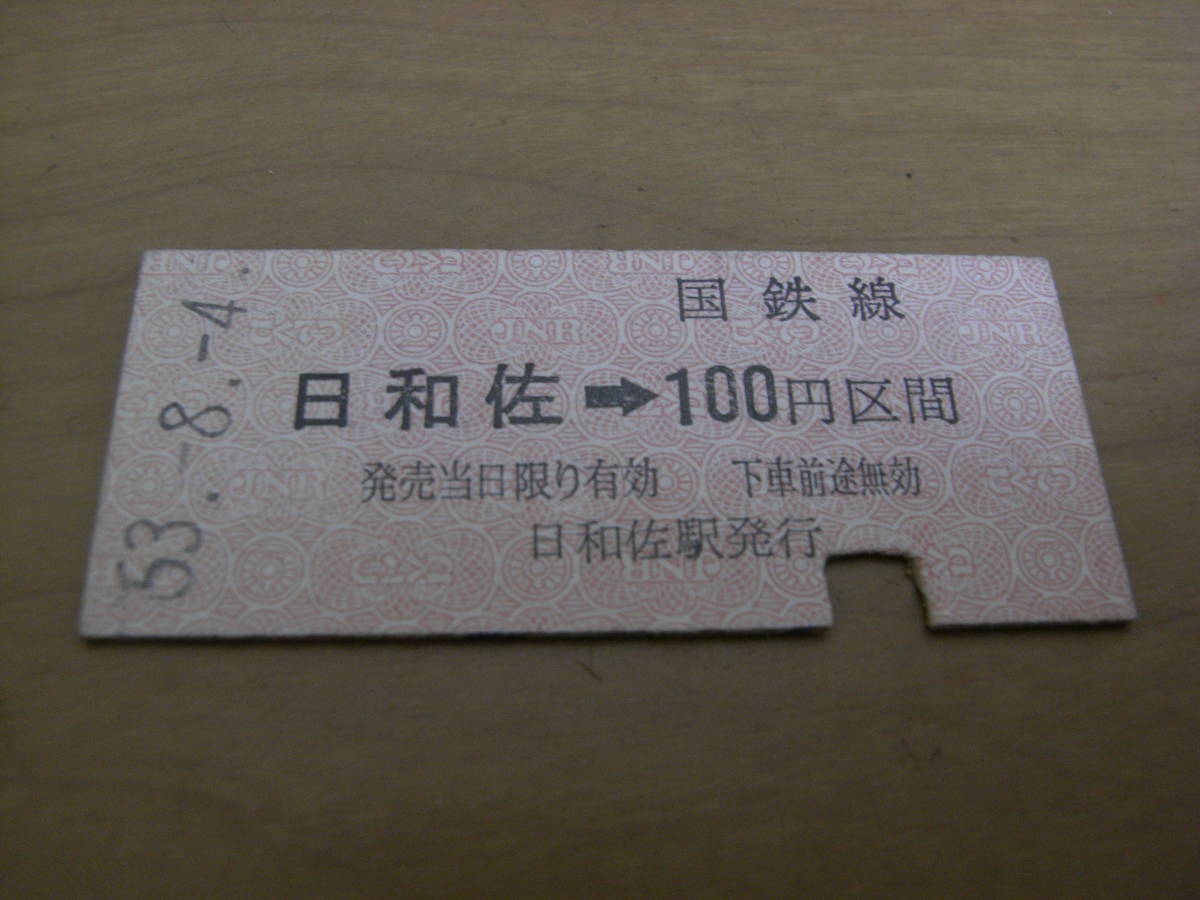 国鉄線
日和佐➡100円区間
発売当日限り有効 下車前途無効
日和佐駅発行
53.-8.-4.